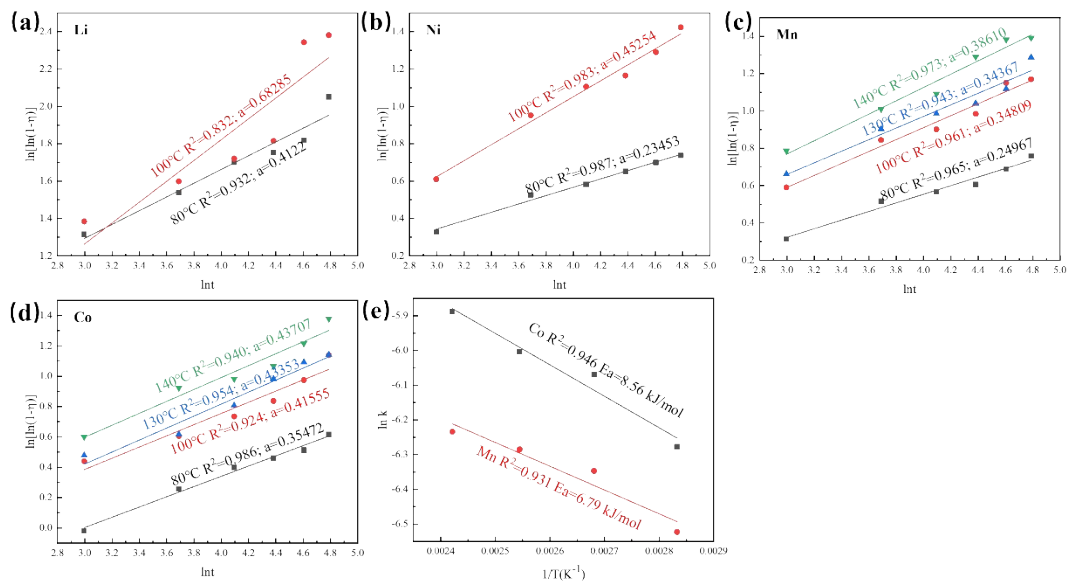 (a)
Li
ln[ln(1-η)]
2.4
2.2
2.0
1.8
1.6
1.4
1.2
100°C R²=0.832; a=0.68285
80°C R²=0.932; a=0.4122
2.8 3.0 3.2 3.4 3.6 3.8 4.0 4.2 4.4 4.6 4.8 5.0
lnt
(b)
Ni
ln[ln(1-η)]
1.4
1.2
1.0
0.8
0.6
0.4
0.2
100°C R²=0.983; a=0.45254
80°C R²=0.987; a=0.23453
2.8 3.0 3.2 3.4 3.6 3.8 4.0 4.2 4.4 4.6 4.8 5.0
lnt
(c)
Mn
ln[ln(1-η)]
1.4
1.2
1.0
0.8
0.6
0.4
0.2
140°C R²=0.973; a=0.38610
130°C R²=0.943; a=0.34367
100°C R²=0.961; a=0.34809
80°C R²=0.965; a=0.24967
2.8 3.0 3.2 3.4 3.6 3.8 4.0 4.2 4.4 4.6 4.8 5.0
lnt
(d)
Co
ln[ln(1-η)]
1.4
1.2
1.0
0.8
0.6
0.4
0.2
0.0
140°C R²=0.940; a=0.43707
130°C R²=0.954; a=0.43353
100°C R²=0.924; a=0.41555
80°C R²=0.986; a=0.35472
2.8 3.0 3.2 3.4 3.6 3.8 4.0 4.2 4.4 4.6 4.8 5.0
lnt
(e)
ln k
-5.9
-6.0
-6.1
-6.2
-6.3
-6.4
-6.5
Co R²=0.946 Ea=8.56 kJ/mol
Mn R²=0.931 Ea=6.79 kJ/mol
0.0024 0.0025 0.0026 0.0027 0.0028 0.0029
1/T(K⁻¹)